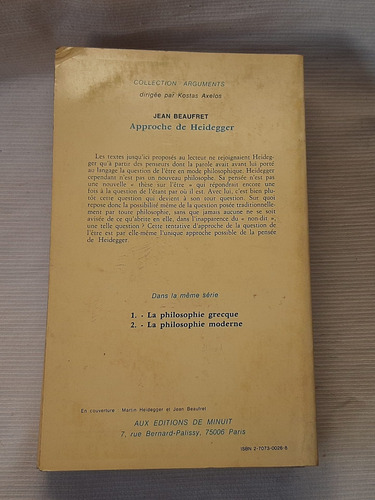 COLLECTION ARGUMENTS
dirigée par Kostas Axelos
JEAN BEAUFRET
Approche de Heidegger
Les textes jusqu'ici proposés au lecteur ne rejoignaient Heideg-
ger qu'à partir des penseurs dont la parole avait avant lui porté
au langage la question de l'être en mode philosophique. Heidegger
cependant n'est pas un nouveau philosophe. Sa pensée n'est pas
une nouvelle « thèse sur l'être » qui répondrait encore une
fois à la question de l'étant par où il est. Avec lui, c'est bien plu-
tôt cette question qui devient à son tour question. Sur quoi
repose donc la possibilité même de la question posée traditionnelle-
ment par toute philosophie, sans que jamais aucune ne se soit
avisée de ce qu'abrite en elle, dans l'inapparence du « non-dit »,
une telle question ? Cette tentative d'approche de la question de
l'être est par elle-même l'unique approche possible de la pensée
de Heidegger.
Dans la même série
1. - La philosophie grecque
2. - La philosophie moderne
En couverture : Martin Heidegger et Jean Beaufret
AUX EDITIONS DE MINUIT
7, rue Bernard-Palissy, 75006 Paris
ISBN 2-7073-0028-6